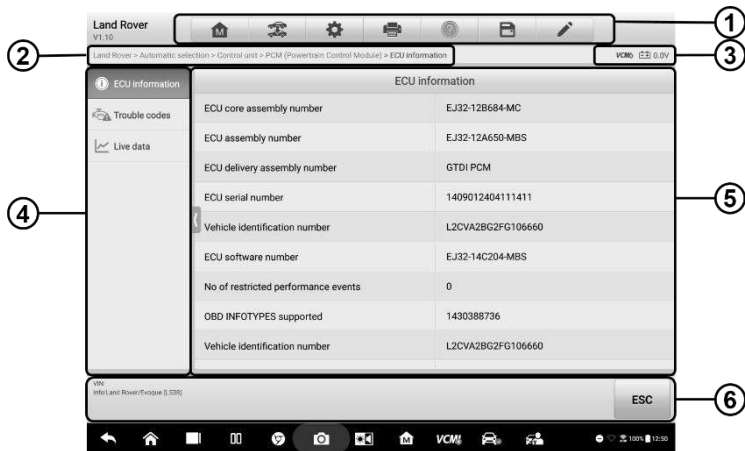 Land Rover
V1.10
M
1
2
Land Rover > Automatic selection > Control unit > PCM (Powertrain Control Module) > ECU information
VCMI 0.0V
3
ECU information
Trouble codes
Live data
4
ECU information
ECU core assembly number EJ32-12B684-MC
ECU assembly number EJ32-12A650-MBS
ECU delivery assembly number GTDI PCM
ECU serial number 1409012404111411
Vehicle identification number L2CVA2BG2FG106660
ECU software number EJ32-14C204-MBS
No of restricted performance events 0
OBD INFOTYPES supported 1430388736
Vehicle identification number L2CVA2BG2FG106660
5
VIN:
Info:Land Rover/Evoque [L538]
ESC
6
M VCMI 100% 12:50